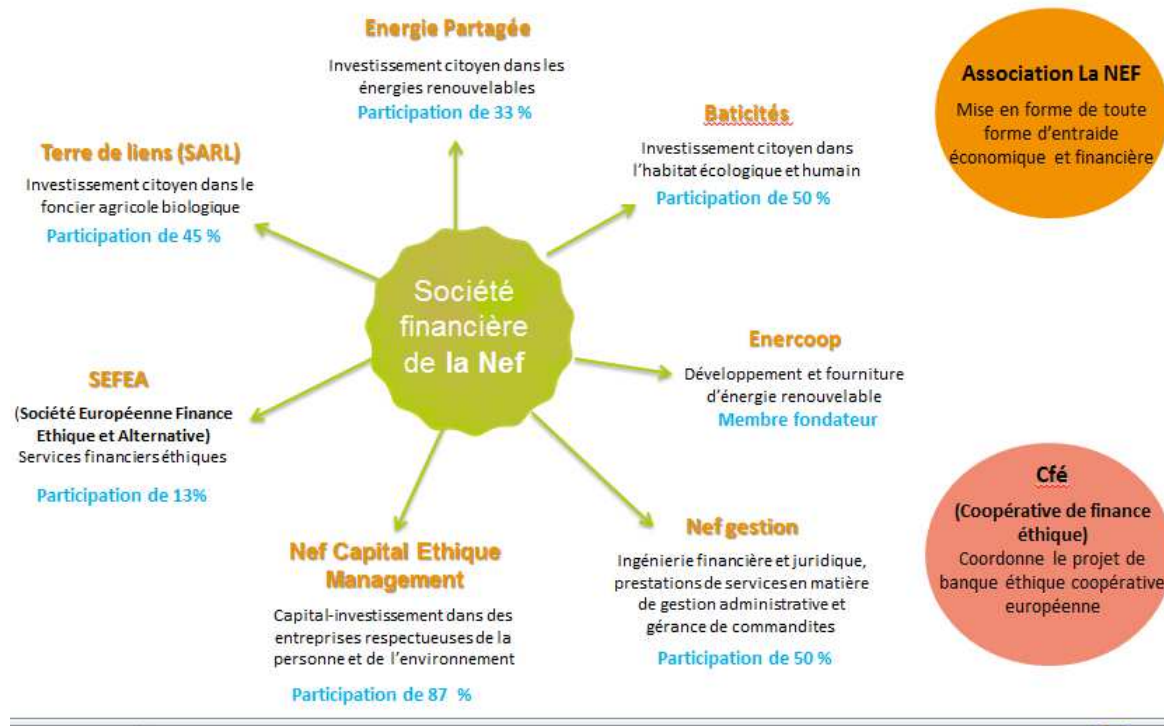 Energie Partagée
Investissement citoyen dans les
énergies renouvelables
Participation de 33 %
Association La NEF
Mise en forme de toute
forme d'entraide
économique et financière
Baticités
Investissement citoyen dans
l'habitat écologique et humain
Participation de 50 %
Terre de liens (SARL)
Investissement citoyen dans le
foncier agricole biologique
Participation de 45 %
Société
financière
de la Nef
Enercoop
Développement et fourniture
d'énergie renouvelable
Membre fondateur
SEFEA
(Société Européenne Finance
Ethique et Alternative)
Services financiers éthiques
Participation de 13%
Cfé
(Coopérative de finance
éthique)
Coordonne le projet de
banque éthique coopérative
européenne
Nef gestion
Ingénierie financière et juridique,
prestations de services en matière
de gestion administrative et
gérance de commandites
Participation de 50 %
Nef Capital Ethique
Management
Capital-investissement dans des
entreprises respectueuses de la
personne et de l'environnement
Participation de 87 %